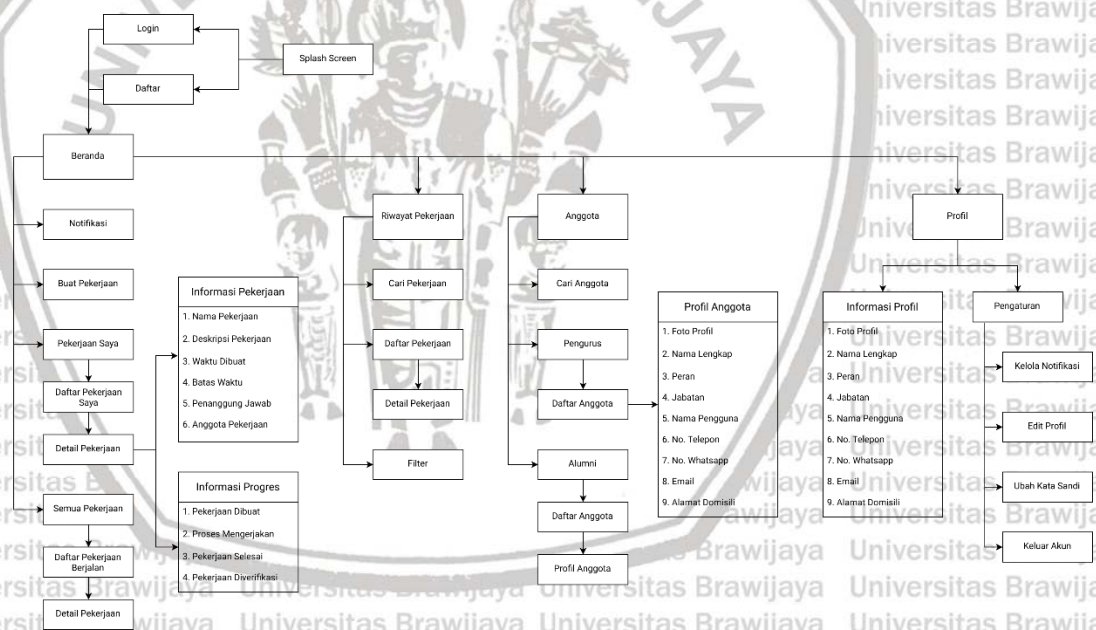 Login
Splash Screen
Daftar
Beranda
Notifikasi
Buat Pekerjaan
Pekerjaan Saya
Daftar Pekerjaan
Saya
Detail Pekerjaan
Semua Pekerjaan
Daftar Pekerjaan
Berjalan
Detail Pekerjaan
Informasi Pekerjaan
1. Nama Pekerjaan
2. Deskripsi Pekerjaan
3. Waktu Dibuat
4. Batas Waktu
5. Penanggung Jawab
6. Anggota Pekerjaan
Informasi Progres
1. Pekerjaan Dibuat
2. Proses Mengerjakan
3. Pekerjaan Selesai
4. Pekerjaan Diverifikasi
Riwayat Pekerjaan
Cari Pekerjaan
Daftar Pekerjaan
Detail Pekerjaan
Filter
Anggota
Cari Anggota
Pengurus
Daftar Anggota
Alumni
Daftar Anggota
Profil Anggota
Profil Anggota
1. Foto Profil
2. Nama Lengkap
3. Peran
4. Jabatan
5. Nama Pengguna
6. No. Telepon
7. No. Whatsapp
8. Email
9. Alamat Domisili
Profil
Informasi Profil
1. Foto Profil
2. Nama Lengkap
3. Peran
4. Jabatan
5. Nama Pengguna
6. No. Telepon
7. No. Whatsapp
8. Email
9. Alamat Domisili
Pengaturan
Kelola Notifikasi
Edit Profil
Ubah Kata Sandi
Keluar Akun
Universitas Brawijaya Universitas Brawijaya Universitas Brawijaya